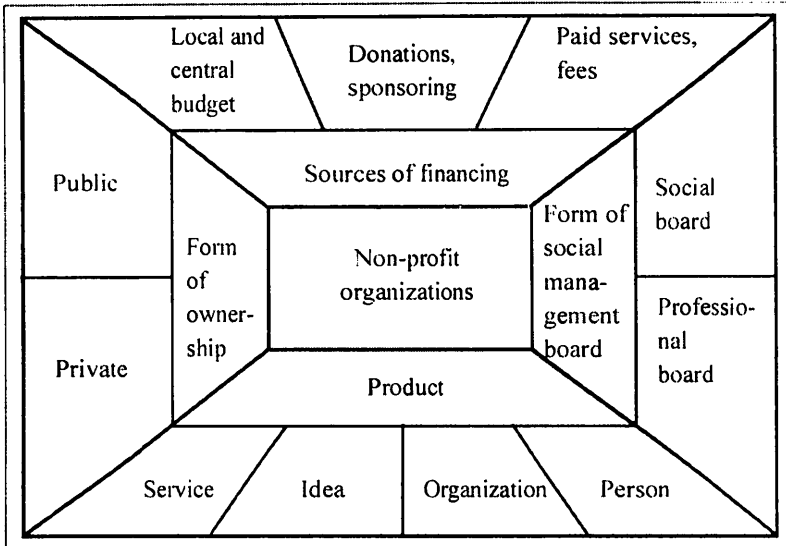 Local and
central
budget
Donations,
sponsoring
Paid services,
fees
Sources of financing
Public
Private
Form
of
owner-
ship
Non-profit
organizations
Form of
social
mana-
gement
board
Social
board
Professio-
nal
board
Product
Service
Idea
Organization
Person